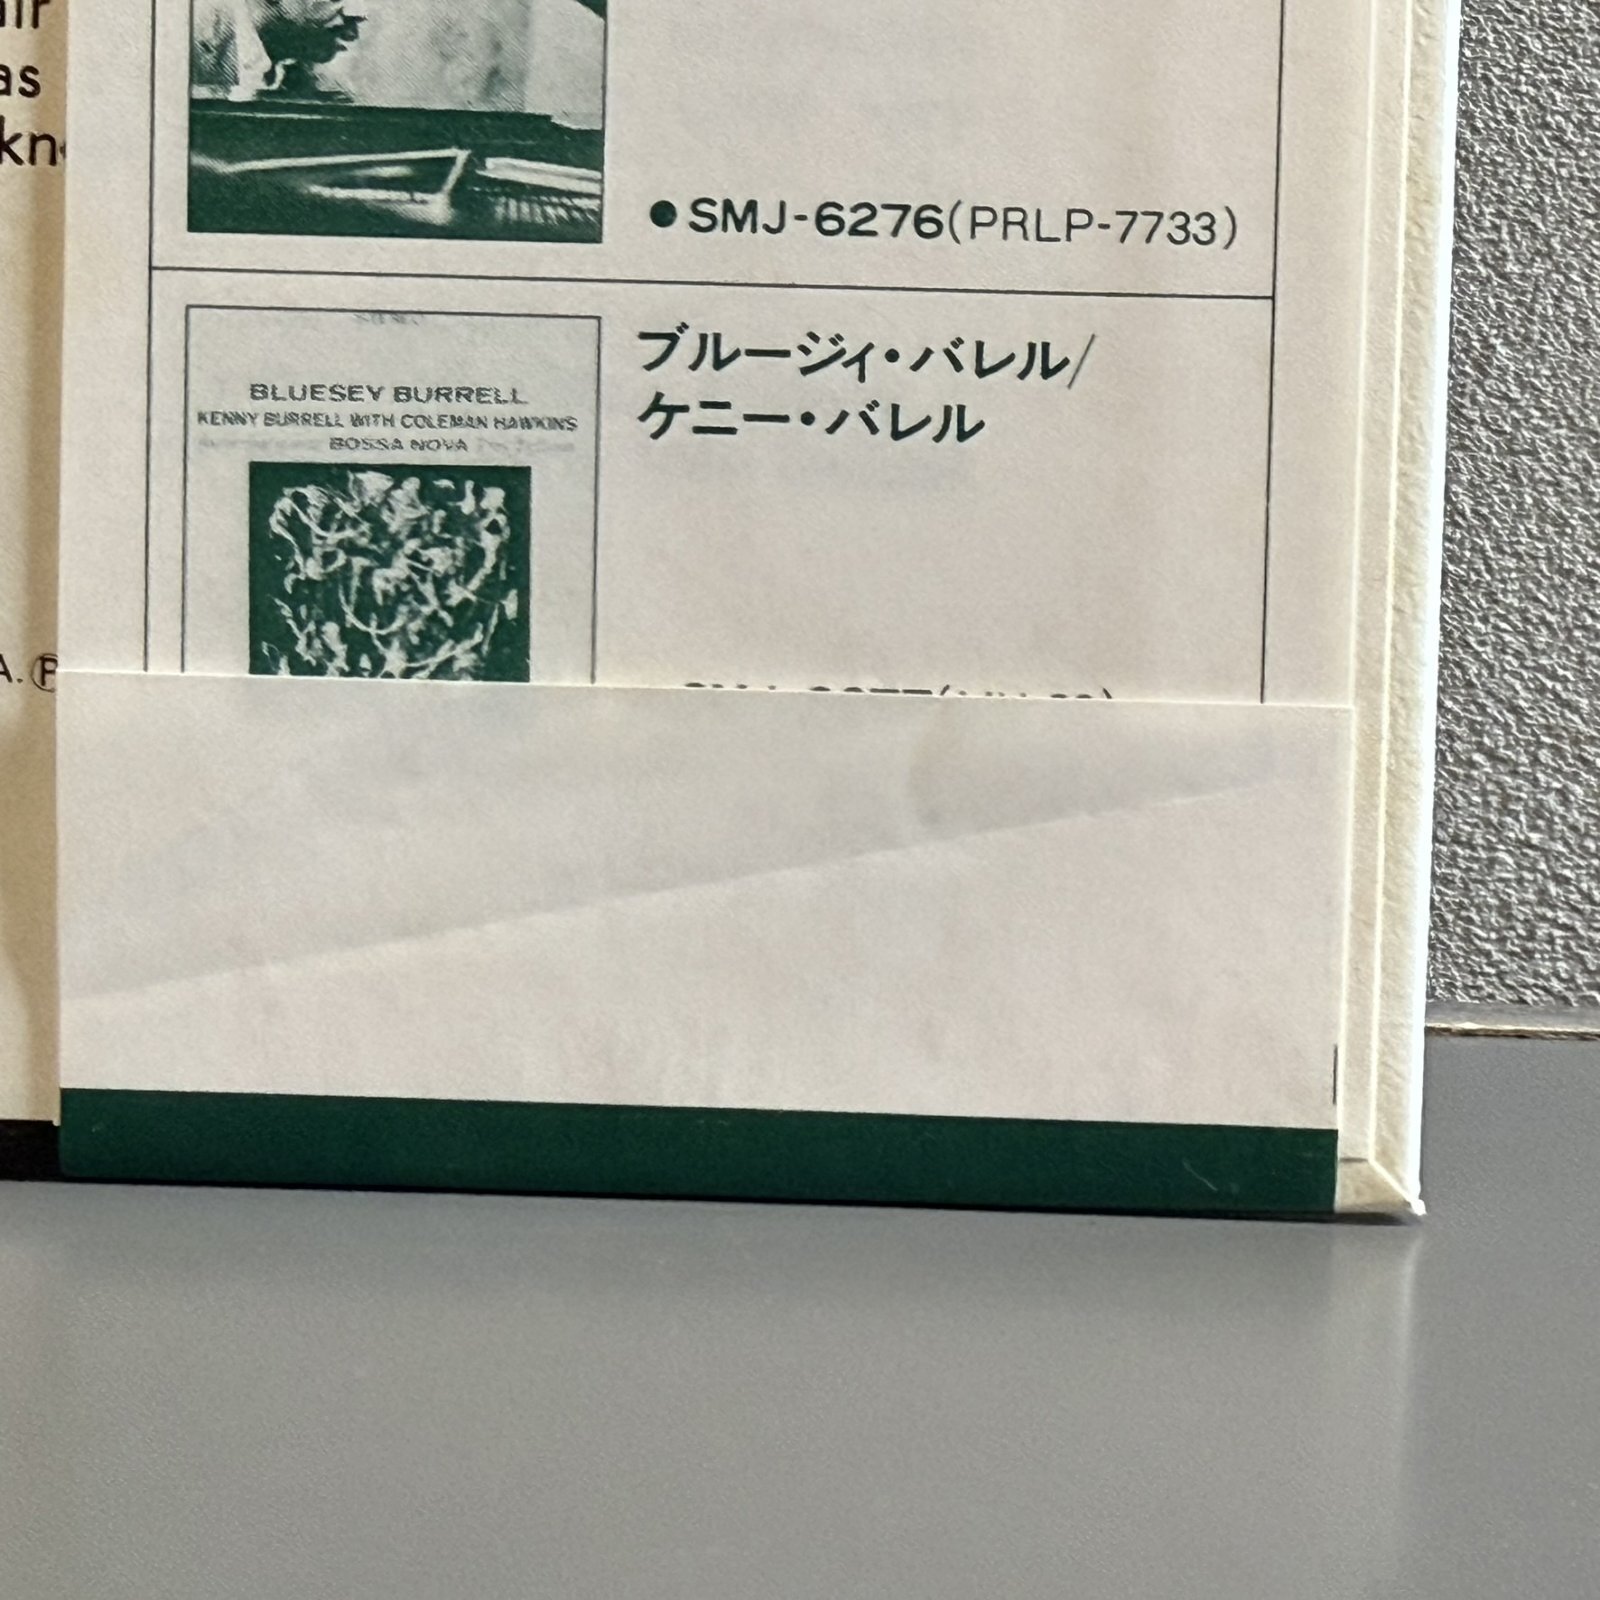 as
●SMJ-6276(PRLP-7733)
BLUESEY BURRELL
KENNY BURRELL WITH COLEMAN HAWKINS
BOSSA NOVA
ブルージィ・バレル/
ケニー・バレル
A. Ⓟ